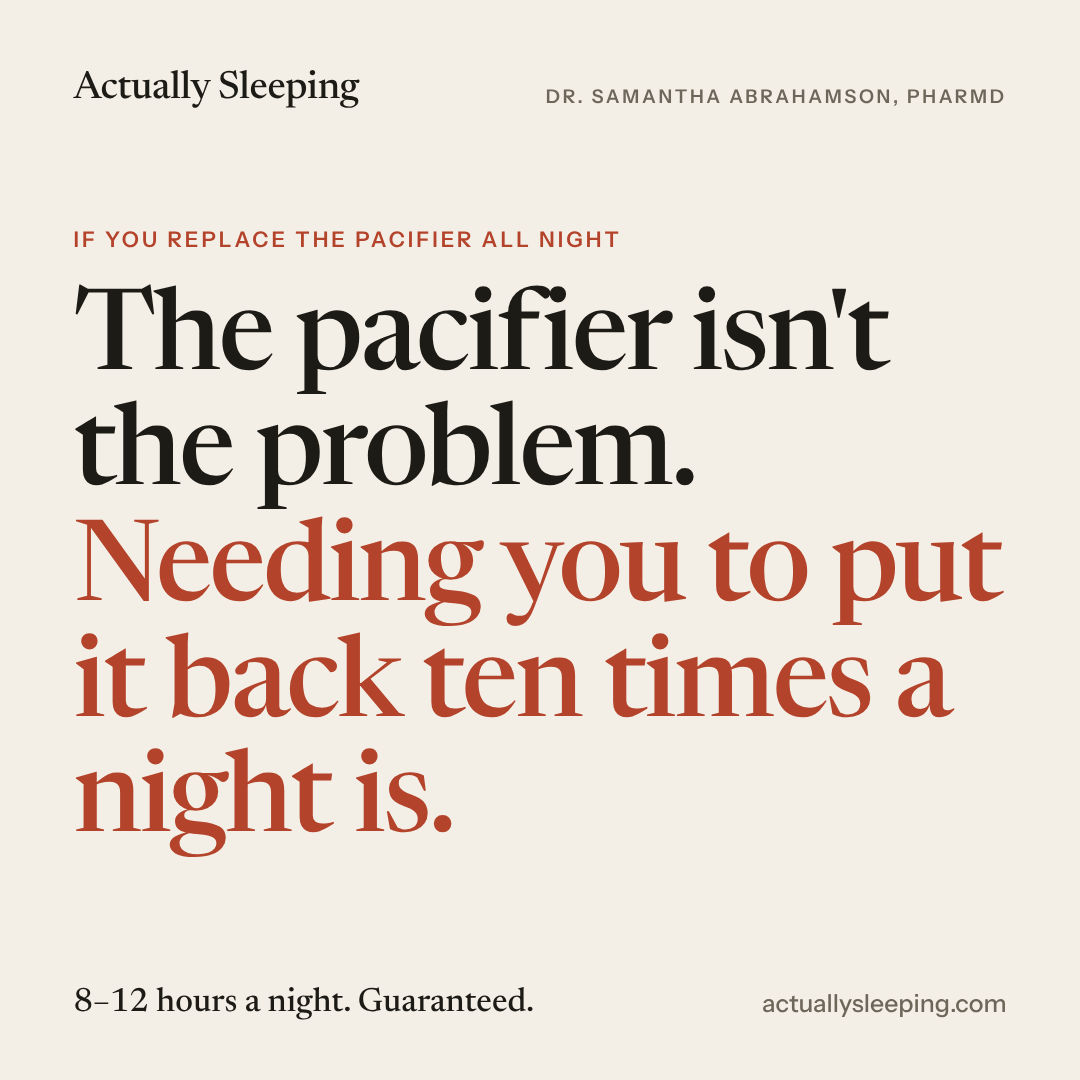 Actually Sleeping
DR. SAMANTHA ABRAHAMSON, PHARMD
IF YOU REPLACE THE PACIFIER ALL NIGHT
The pacifier isn't
the problem.
Needing you to put
it back ten times a
night is.
8–12 hours a night. Guaranteed.
actuallysleeping.com